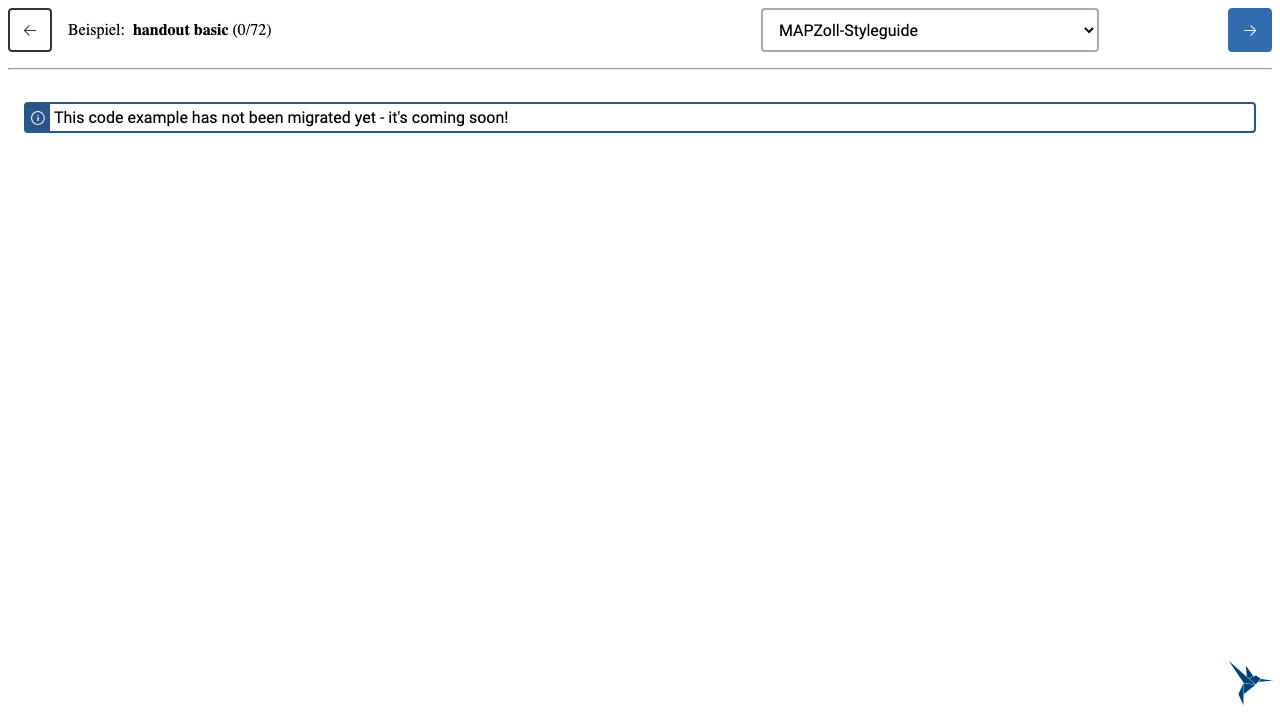 ← Beispiel: handout basic (0/72) MAPZoll-Styleguide →
This code example has not been migrated yet - it's coming soon!